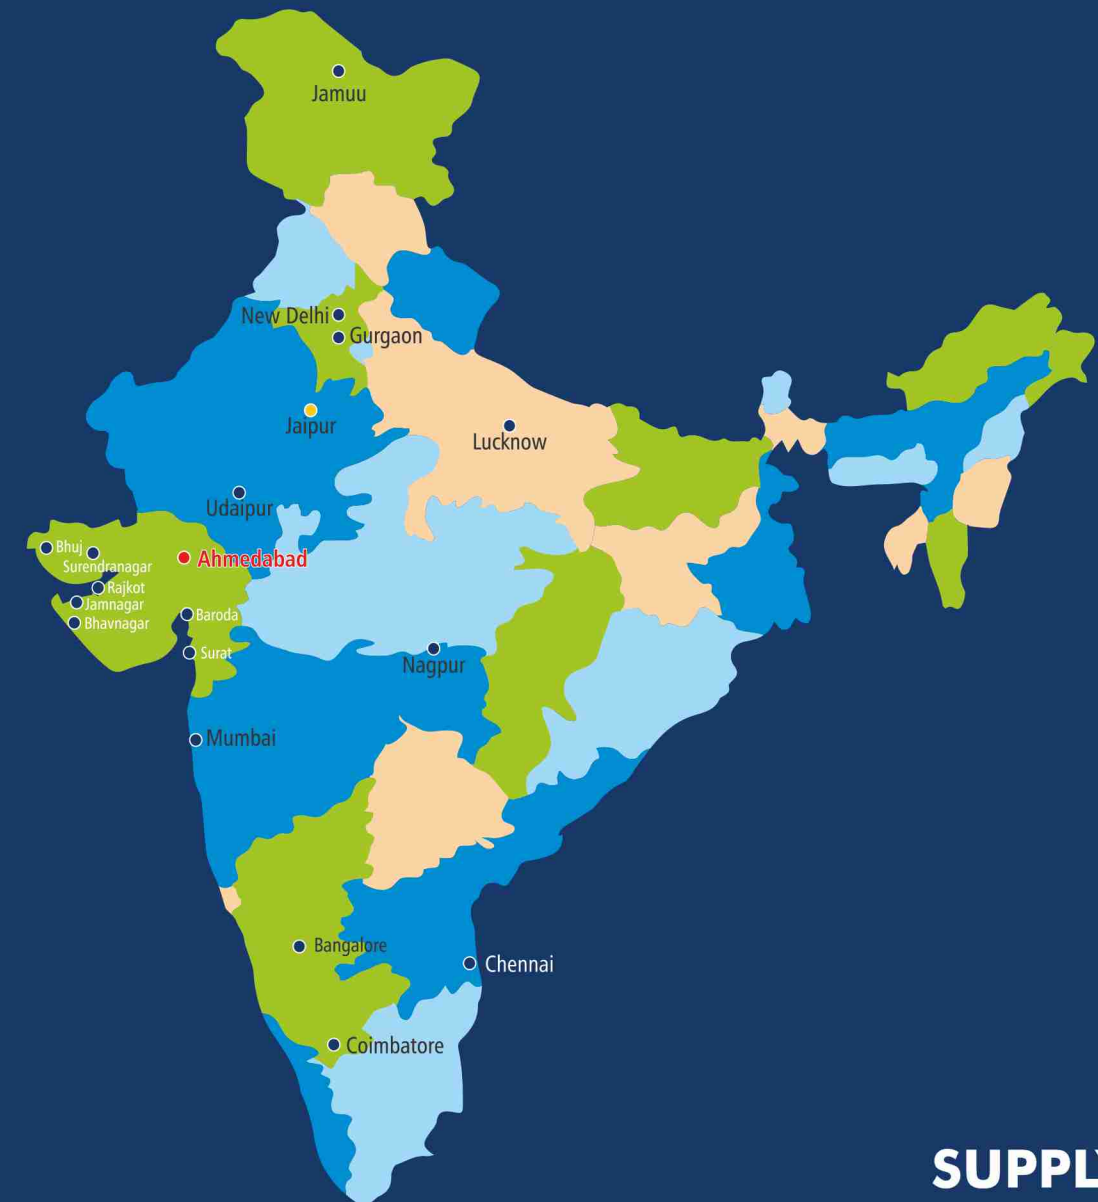 Jamuu
New Delhi
Gurgaon
Jaipur
Lucknow
Udaipur
Bhuj
Surendranagar
Ahmedabad
Rajkot
Jamnagar
Bhavnagar
Baroda
Surat
Nagpur
Mumbai
Bangalore
Chennai
Coimbatore
SUPPLY